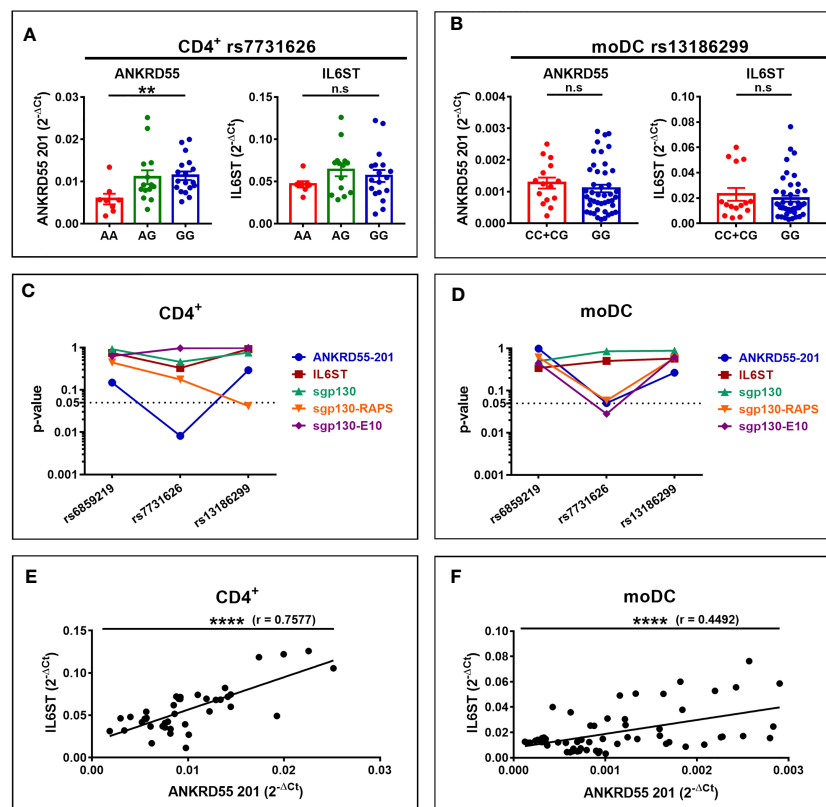 A
CD4+ rs7731626
ANKRD55
**
ANKRD55 201 (2-ΔCt)
0.03
0.02
0.01
0.00
AA AG GG
IL6ST
n.s
IL6ST (2-ΔCt)
0.15
0.10
0.05
0.00
AA AG GG
B
moDC rs13186299
ANKRD55
n.s
ANKRD55 201 (2-ΔCt)
0.004
0.003
0.002
0.001
0.000
CC+CG GG
IL6ST
n.s
IL6ST (2-ΔCt)
0.10
0.08
0.06
0.04
0.02
0.00
CC+CG GG
C
CD4+
p-value
1
0.1
0.05
0.01
0.001
rs6859219 rs7731626 rs13186299
ANKRD55-201
IL6ST
sgp130
sgp130-RAPS
sgp130-E10
D
moDC
p-value
1
0.1
0.05
0.01
0.001
rs6859219 rs7731626 rs13186299
ANKRD55-201
IL6ST
sgp130
sgp130-RAPS
sgp130-E10
E
CD4+
**** (r = 0.7577)
IL6ST (2-ΔCt)
0.15
0.10
0.05
0.00
0.00 0.01 0.02 0.03
ANKRD55 201 (2-ΔCt)
F
moDC
**** (r = 0.4492)
IL6ST (2-ΔCt)
0.10
0.08
0.06
0.04
0.02
0.00
0.000 0.001 0.002 0.003
ANKRD55 201 (2-ΔCt)